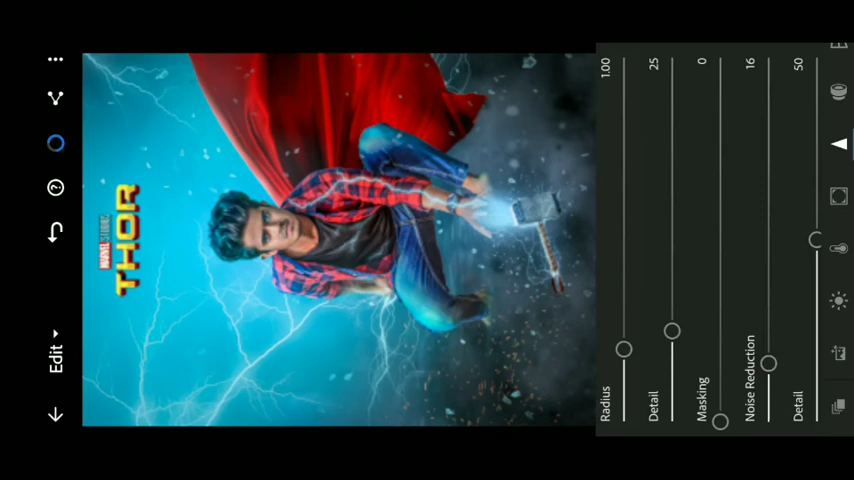 Edit
MARVEL STUDIOS
THOR
Radius 1.00
Detail 25
Masking 0
Noise Reduction 16
Detail 50